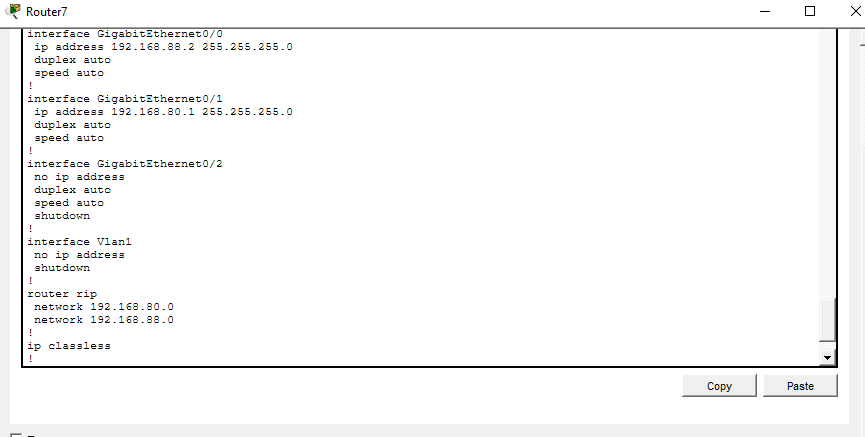 Router7
interface GigabitEthernet0/0
ip address 192.168.88.2 255.255.255.0
duplex auto
speed auto
!
interface GigabitEthernet0/1
ip address 192.168.80.1 255.255.255.0
duplex auto
speed auto
!
interface GigabitEthernet0/2
no ip address
duplex auto
speed auto
shutdown
!
interface Vlan1
no ip address
shutdown
!
router rip
network 192.168.80.0
network 192.168.88.0
!
ip classless
!
Copy
Paste